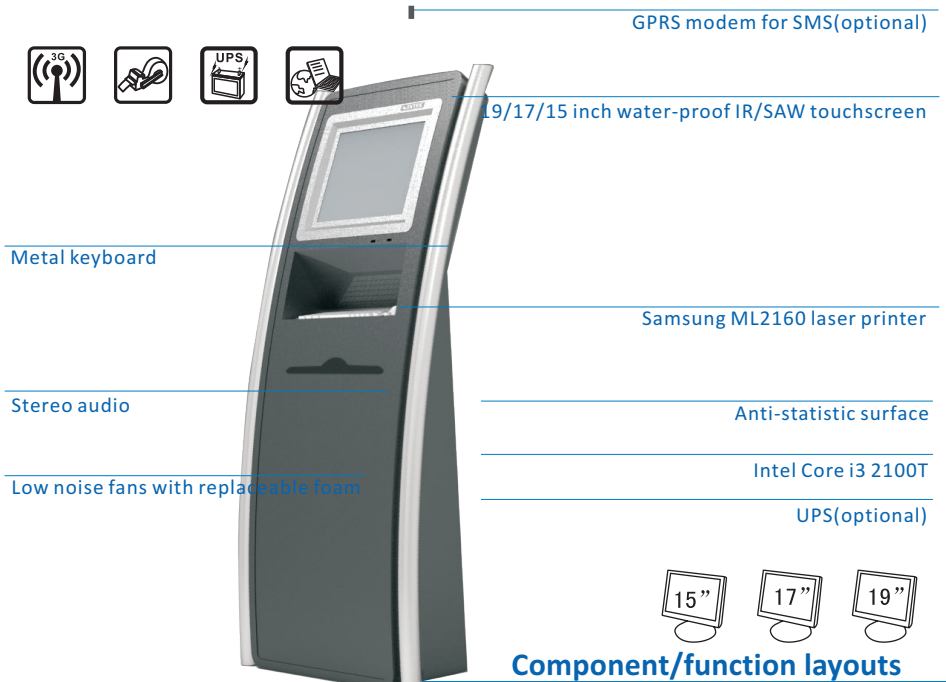 GPRS modem for SMS(optional)
3G
UPS
19/17/15 inch water-proof IR/SAW touchscreen
Metal keyboard
Samsung ML2160 laser printer
Stereo audio
Anti-statistic surface
Intel Core i3 2100T
Low noise fans with replaceable foam
UPS(optional)
15”
17”
19”
Component/function layouts